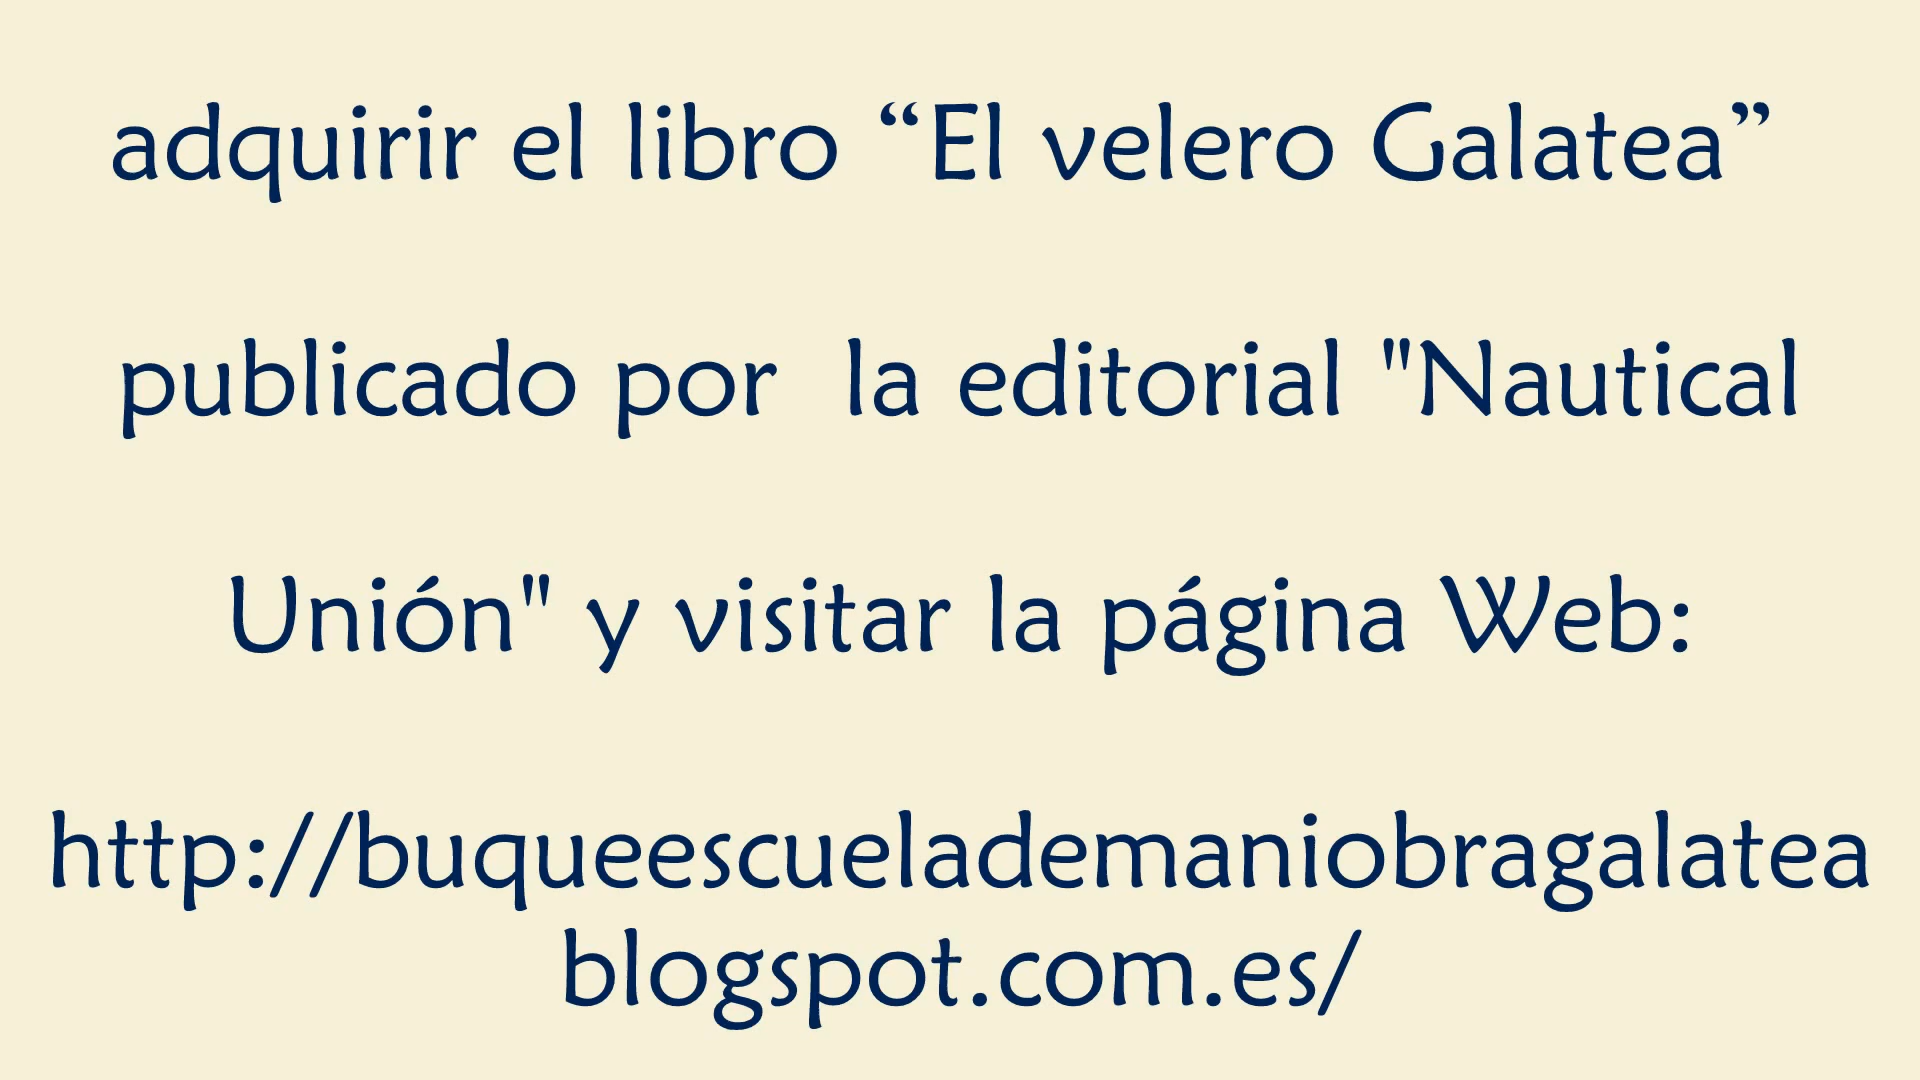 adquirir el libro “El velero Galatea”
publicado por  la editorial "Nautical
Unión" y visitar la página Web:
http://buqueescuelademaniobragalatea
blogspot.com.es/